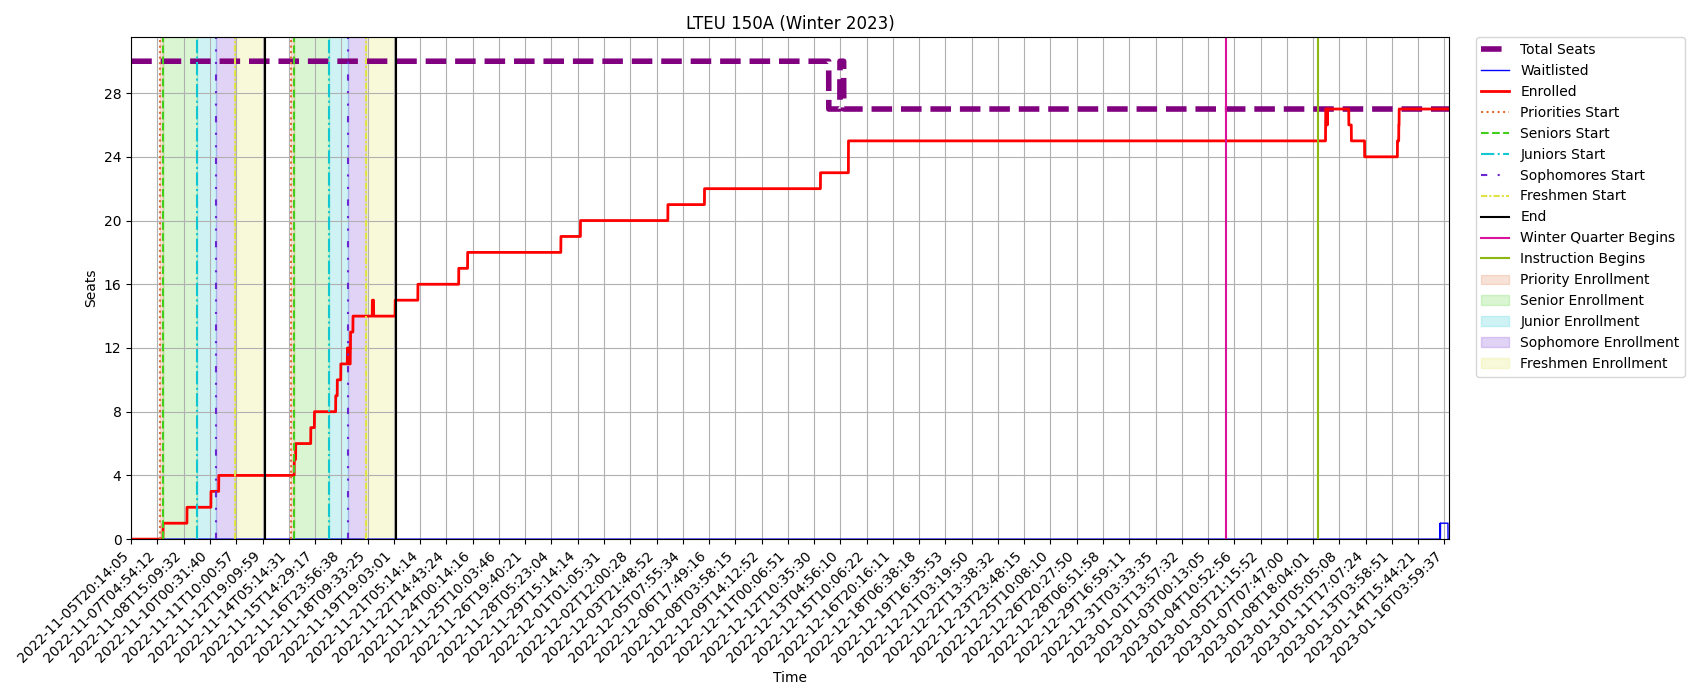 LTEU 150A (Winter 2023)
Total Seats
Waitlisted
Enrolled
Priorities Start
Seniors Start
Juniors Start
Sophomores Start
Freshmen Start
End
Winter Quarter Begins
Instruction Begins
Priority Enrollment
Senior Enrollment
Junior Enrollment
Sophomore Enrollment
Freshmen Enrollment
Seats
28
24
20
16
12
8
4
0
2022-11-05T20:14:05
2022-11-07T04:54:12
2022-11-08T15:09:32
2022-11-10T00:31:40
2022-11-11T10:00:57
2022-11-12T19:09:59
2022-11-14T05:14:31
2022-11-15T14:29:17
2022-11-16T23:56:38
2022-11-18T09:33:25
2022-11-19T19:03:01
2022-11-21T05:14:14
2022-11-22T14:43:24
2022-11-24T00:14:16
2022-11-25T10:03:46
2022-11-26T19:40:21
2022-11-28T05:23:04
2022-11-29T15:14:14
2022-12-01T01:05:31
2022-12-02T12:00:28
2022-12-03T21:48:52
2022-12-05T07:55:34
2022-12-06T17:49:16
2022-12-08T03:58:15
2022-12-09T14:12:52
2022-12-11T00:06:51
2022-12-12T10:35:30
2022-12-13T04:56:10
2022-12-15T10:06:22
2022-12-16T20:16:11
2022-12-18T06:38:18
2022-12-19T16:35:53
2022-12-21T03:19:50
2022-12-22T13:38:32
2022-12-23T23:48:15
2022-12-25T10:08:10
2022-12-26T20:27:50
2022-12-28T06:51:58
2022-12-29T16:59:11
2022-12-31T03:33:35
2023-01-01T13:57:32
2023-01-03T00:13:05
2023-01-04T10:52:56
2023-01-05T21:15:52
2023-01-07T07:47:00
2023-01-08T18:04:01
2023-01-10T05:05:08
2023-01-11T17:07:24
2023-01-13T03:58:51
2023-01-14T15:44:21
2023-01-16T03:59:37
Time